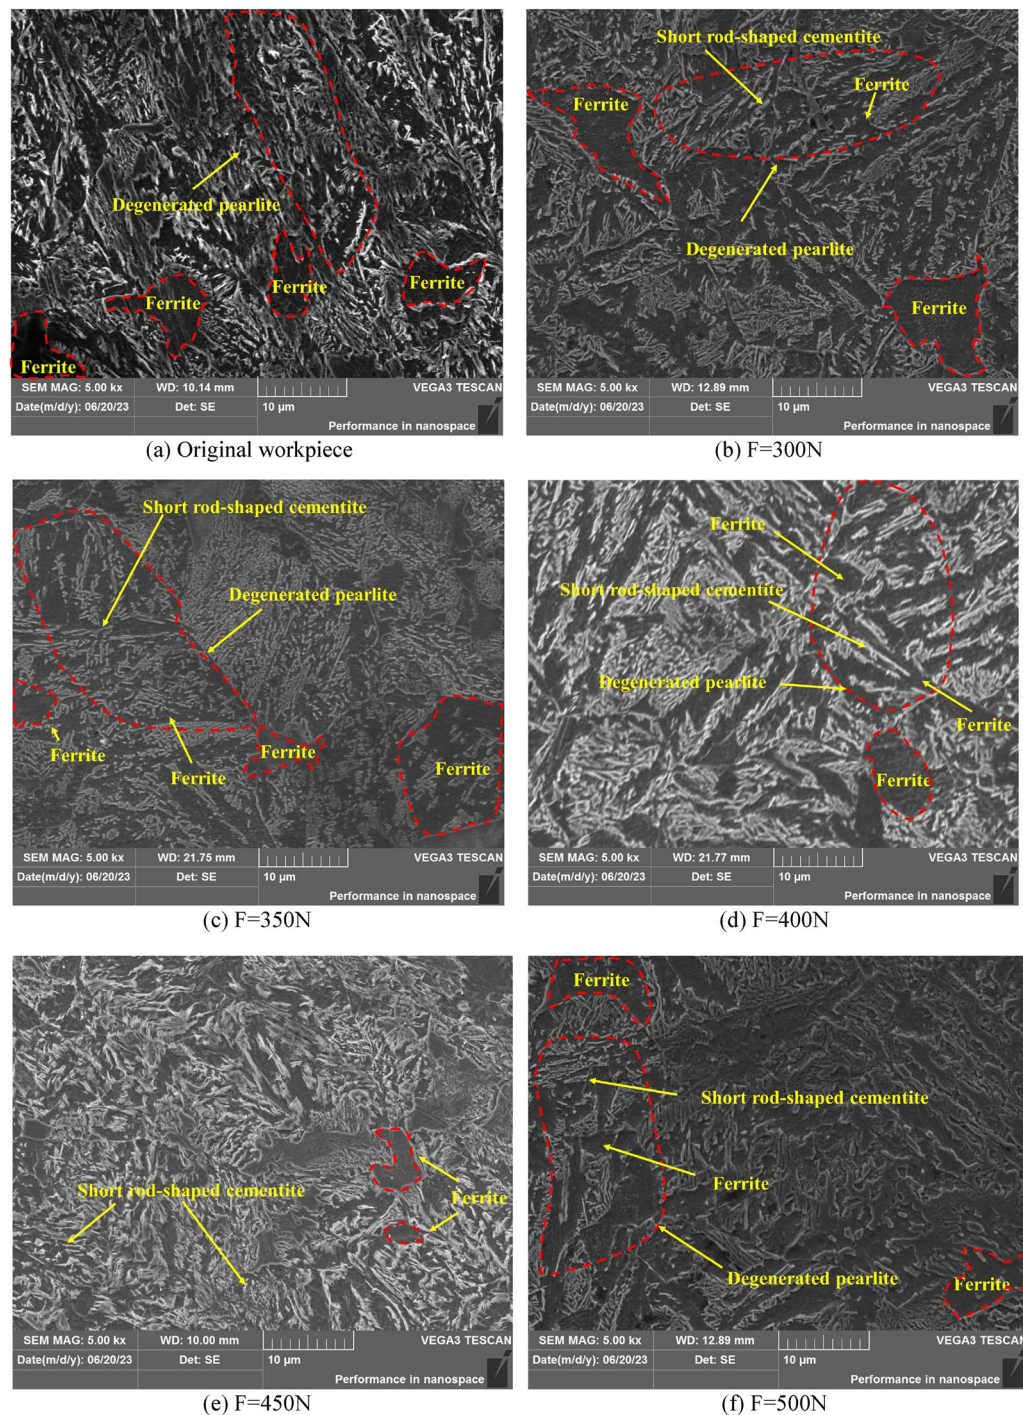 Degenerated pearlite
Ferrite
Ferrite
Ferrite
Ferrite
SEM MAG: 5.00 kx WD: 10.14 mm VEGA3 TESCAN
Date(m/d/y): 06/20/23 Det: SE 10 µm
Performance in nanospace
(a) Original workpiece
Short rod-shaped cementite
Ferrite
Ferrite
Degenerated pearlite
Ferrite
SEM MAG: 5.00 kx WD: 12.89 mm VEGA3 TESCAN
Date(m/d/y): 06/20/23 Det: SE 10 µm
Performance in nanospace
(b) F=300N
Short rod-shaped cementite
Degenerated pearlite
Ferrite
Ferrite
Ferrite
Ferrite
SEM MAG: 5.00 kx WD: 21.75 mm VEGA3 TESCAN
Date(m/d/y): 06/20/23 Det: SE 10 µm
Performance in nanospace
(c) F=350N
Ferrite
Short rod-shaped cementite
Degenerated pearlite
Ferrite
Ferrite
SEM MAG: 5.00 kx WD: 21.77 mm VEGA3 TESCAN
Date(m/d/y): 06/20/23 Det: SE 10 µm
Performance in nanospace
(d) F=400N
Short rod-shaped cementite
Ferrite
SEM MAG: 5.00 kx WD: 10.00 mm VEGA3 TESCAN
Date(m/d/y): 06/20/23 Det: SE 10 µm
Performance in nanospace
(e) F=450N
Ferrite
Short rod-shaped cementite
Ferrite
Degenerated pearlite
Ferrite
SEM MAG: 5.00 kx WD: 12.89 mm VEGA3 TESCAN
Date(m/d/y): 06/20/23 Det: SE 10 µm
Performance in nanospace
(f) F=500N